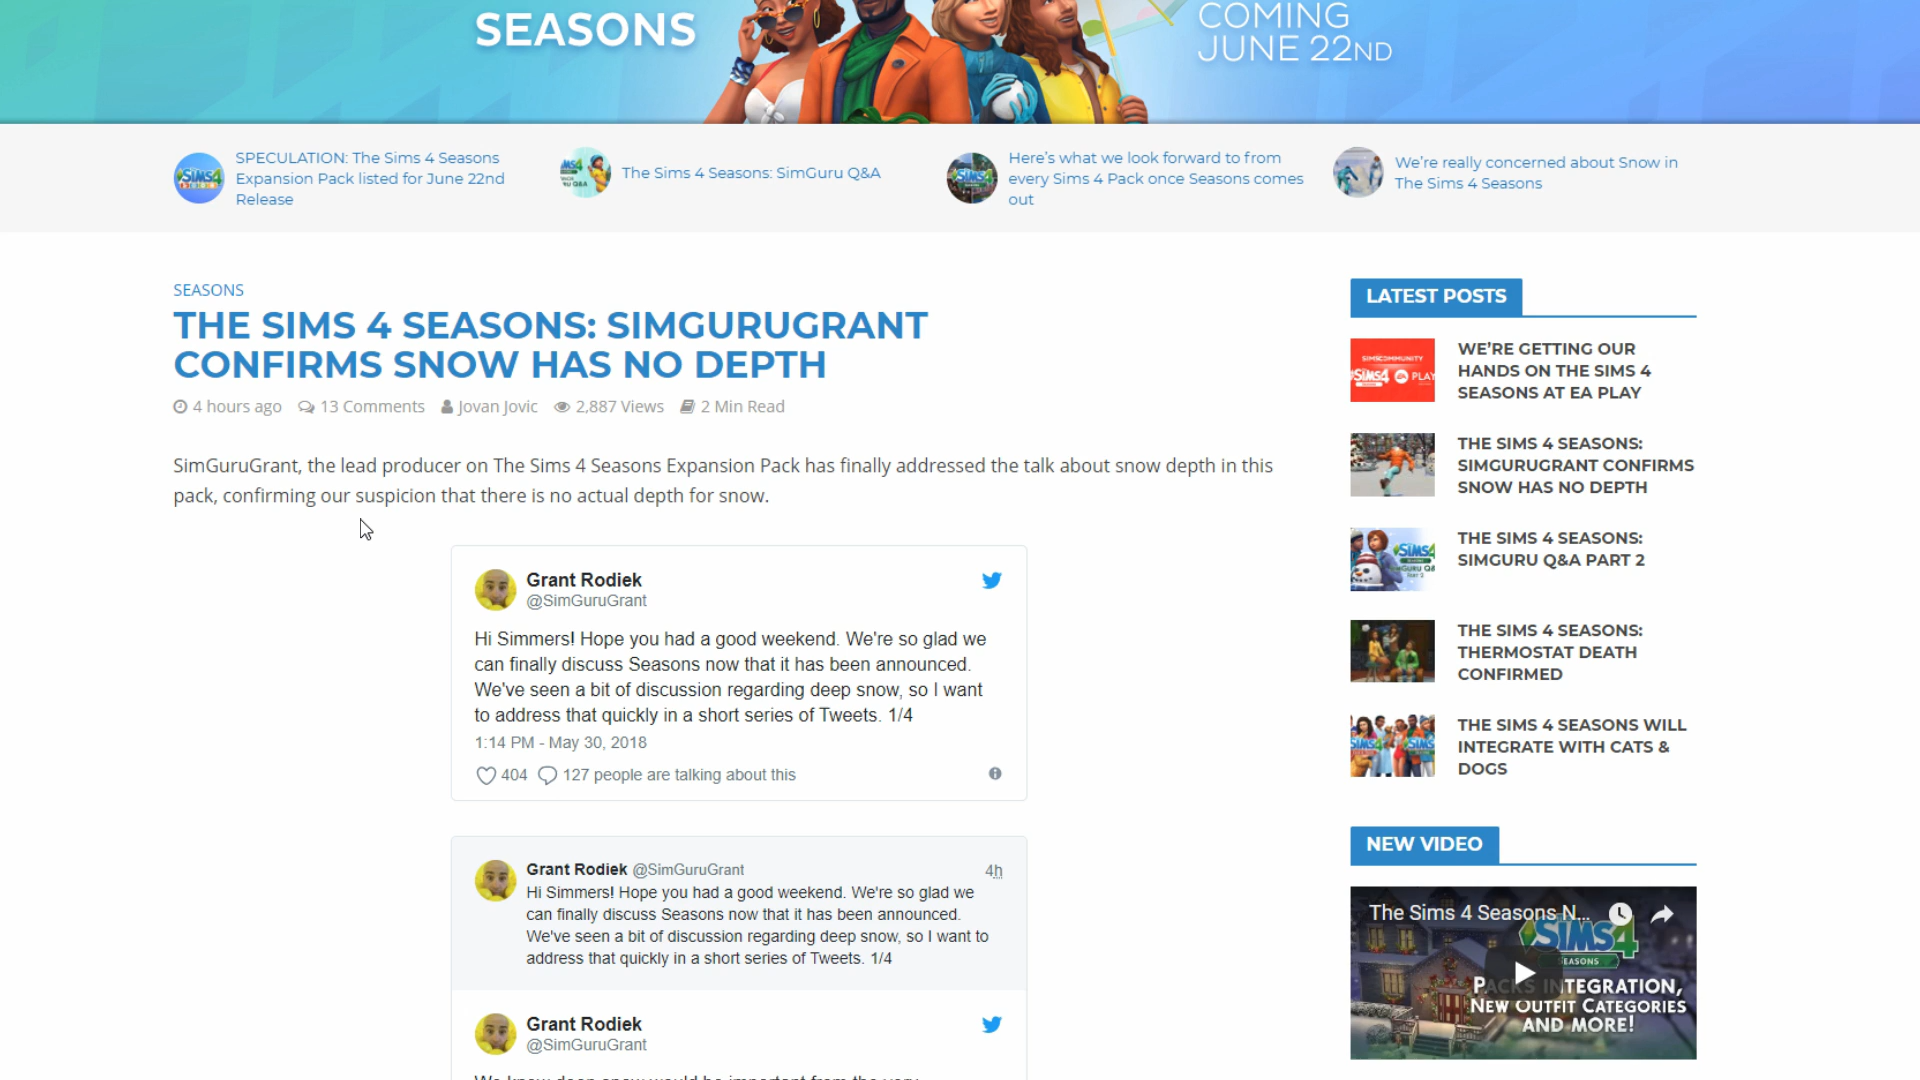 SEASONS
COMING
JUNE 22ND
SPECULATION: The Sims 4 Seasons
Expansion Pack listed for June 22nd
Release
The Sims 4 Seasons: SimGuru Q&A
Here's what we look forward to from
every Sims 4 Pack once Seasons comes
out
We're really concerned about Snow in
The Sims 4 Seasons
SEASONS
THE SIMS 4 SEASONS: SIMGURUGRANT
CONFIRMS SNOW HAS NO DEPTH
4 hours ago 13 Comments Jovan Jovic 2,887 Views 2 Min Read
SimGuruGrant, the lead producer on The Sims 4 Seasons Expansion Pack has finally addressed the talk about snow depth in this
pack, confirming our suspicion that there is no actual depth for snow.
Grant Rodiek
@SimGuruGrant
Hi Simmers! Hope you had a good weekend. We're so glad we
can finally discuss Seasons now that it has been announced.
We've seen a bit of discussion regarding deep snow, so I want
to address that quickly in a short series of Tweets. 1/4
1:14 PM - May 30, 2018
404 127 people are talking about this
Grant Rodiek @SimGuruGrant 4h
Hi Simmers! Hope you had a good weekend. We're so glad we
can finally discuss Seasons now that it has been announced.
We've seen a bit of discussion regarding deep snow, so I want to
address that quickly in a short series of Tweets. 1/4
Grant Rodiek
@SimGuruGrant
LATEST POSTS
WE'RE GETTING OUR
HANDS ON THE SIMS 4
SEASONS AT EA PLAY
THE SIMS 4 SEASONS:
SIMGURUGRANT CONFIRMS
SNOW HAS NO DEPTH
THE SIMS 4 SEASONS:
SIMGURU Q&A PART 2
THE SIMS 4 SEASONS:
THERMOSTAT DEATH
CONFIRMED
THE SIMS 4 SEASONS WILL
INTEGRATE WITH CATS &
DOGS
NEW VIDEO
The Sims 4 Seasons N...
SIMS4
SEASONS
PACKS INTEGRATION,
NEW OUTFIT CATEGORIES
AND MORE!